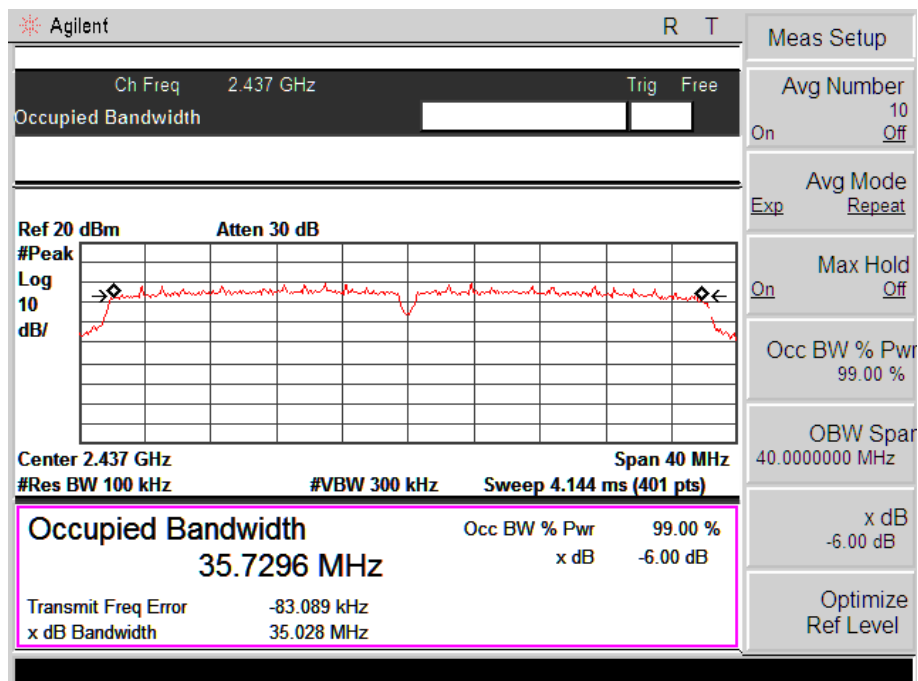 Agilent R T
Ch Freq 2.437 GHz Trig Free
Occupied Bandwidth
Ref 20 dBm Atten 30 dB
#Peak
Log
10
dB/
Center 2.437 GHz Span 40 MHz
#Res BW 100 kHz #VBW 300 kHz Sweep 4.144 ms (401 pts)
Occupied Bandwidth Occ BW % Pwr 99.00 %
35.7296 MHz x dB -6.00 dB
Transmit Freq Error -83.089 kHz
x dB Bandwidth 35.028 MHz
Meas Setup
Avg Number
10
On Off
Avg Mode
Exp Repeat
Max Hold
On Off
Occ BW % Pwr
99.00 %
OBW Span
40.0000000 MHz
x dB
-6.00 dB
Optimize
Ref Level